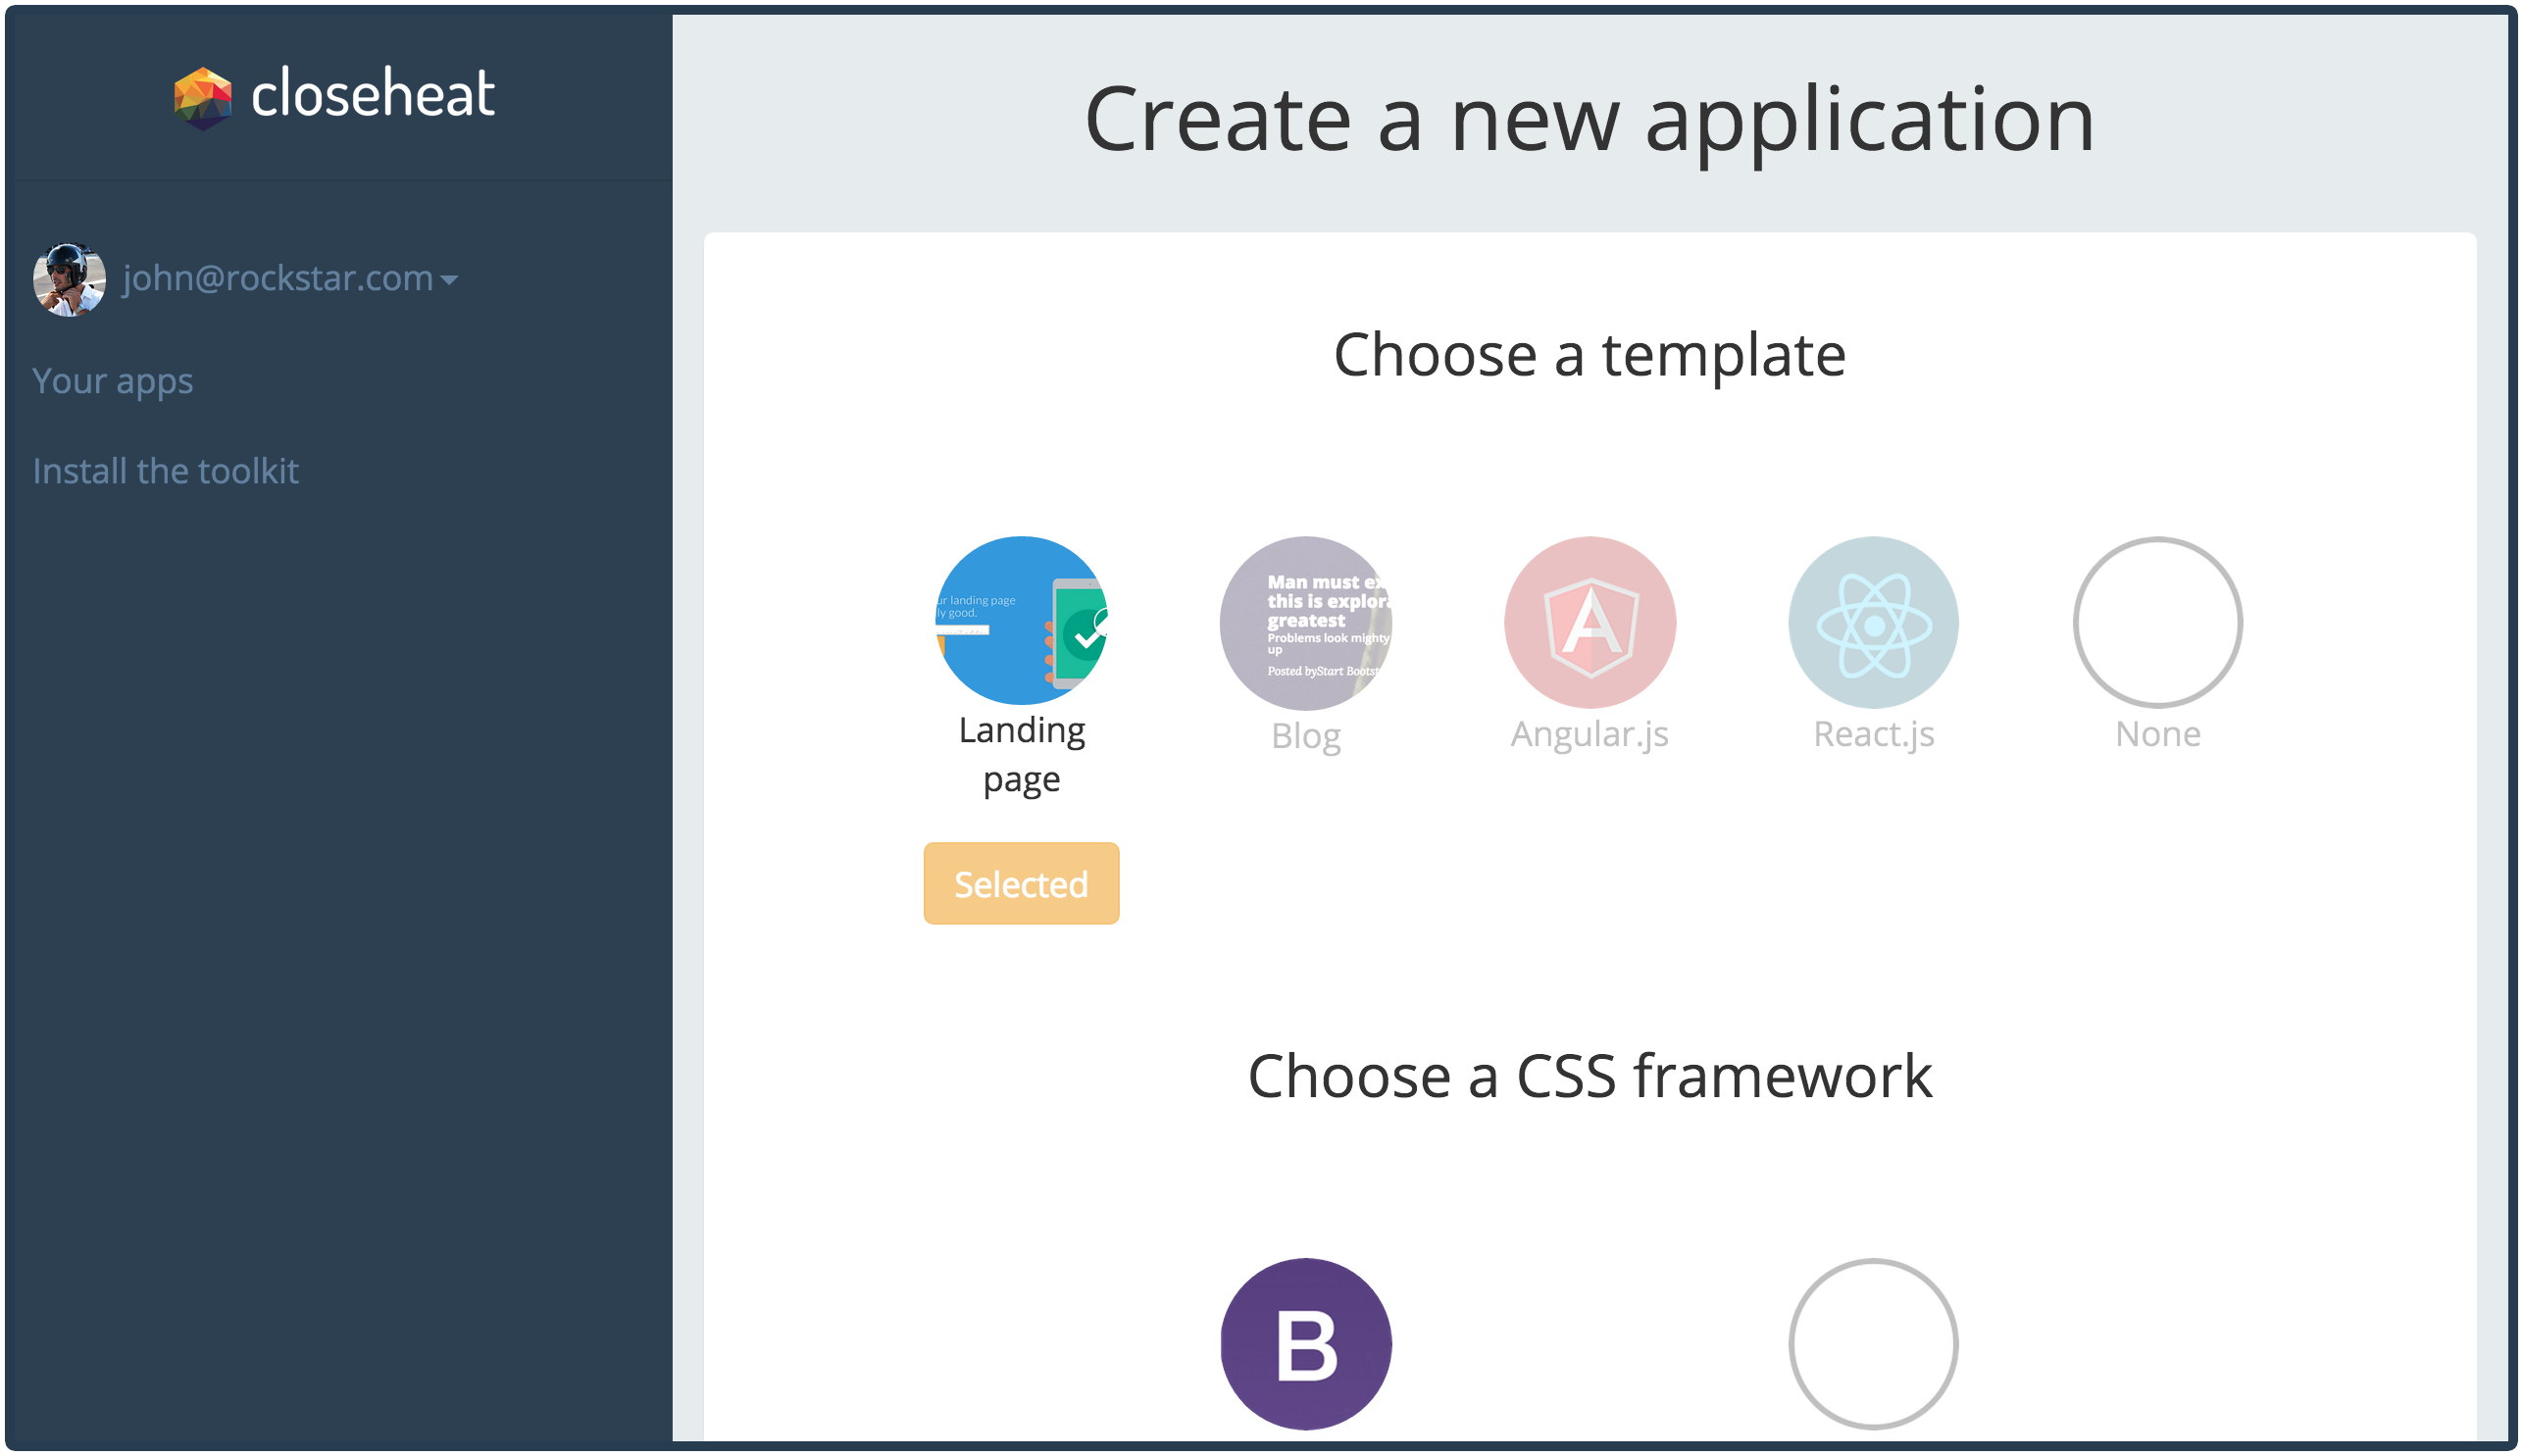 closeheat
Create a new application
john@rockstar.com
Your apps
Install the toolkit
Choose a template
ur landing page
ly good.
Man must ex
this is explora
greatest
Problems look mighty
up
Posted byStart Bootst
Landing
page
Blog
Angular.js
React.js
None
Selected
Choose a CSS framework
B